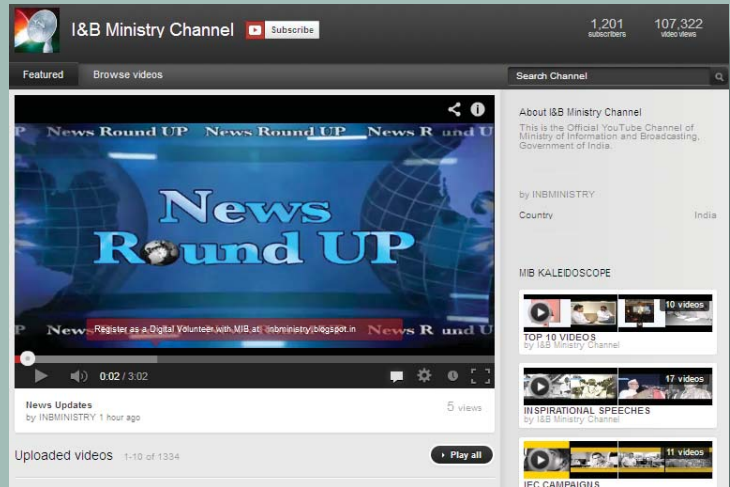 I&B Ministry Channel
Subscribe
1,201
subscribers
107,322
video views
Featured
Browse videos
Search Channel
P News Round UP News Round UP News R und U
News
Round UP
P News
Register as a Digital Volunteer with MIB at inbministry.blogspot.in
News R und U
0:02 / 3:02
News Updates
by INBMINISTRY 1 hour ago
5 views
Uploaded videos 1-10 of 1334
Play all
About I&B Ministry Channel
This is the Official YouTube Channel of
Ministry of Information and Broadcasting,
Government of India.
by INBMINISTRY
Country India
MIB KALEIDOSCOPE
10 videos
TOP 10 VIDEOS
by I&B Ministry Channel
17 videos
INSPIRATIONAL SPEECHES
by I&B Ministry Channel
11 videos
IEC CAMPAIGNS